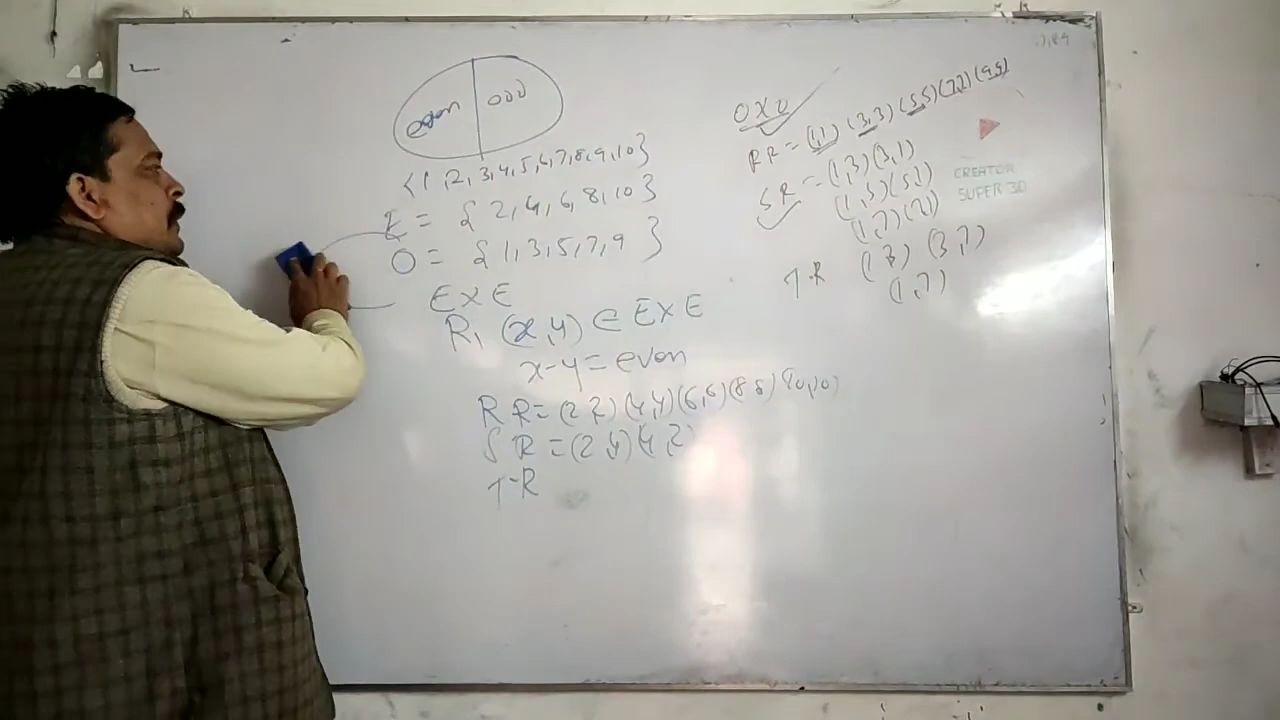 even | odd
{1,2,3,4,5,6,7,8,9,10}
E = {2,4,6,8,10}
O = {1,3,5,7,9}
E×E
R1 (x,y) ∈ E×E
x-y = even
RR = (2 2) (4,4) (6,6) (8 8) (10,10)
SR = (2,4) (4,2)
T-R
O×O
RR = (1,1) (3,3) (5,5) (7,7) (9,9)
SR = (1,3) (3,1)
(1,5) (5,1)
(1,7) (7,1)
T-R (1,3) (3,7)
(1,7)
CREATOR
SUPER 30